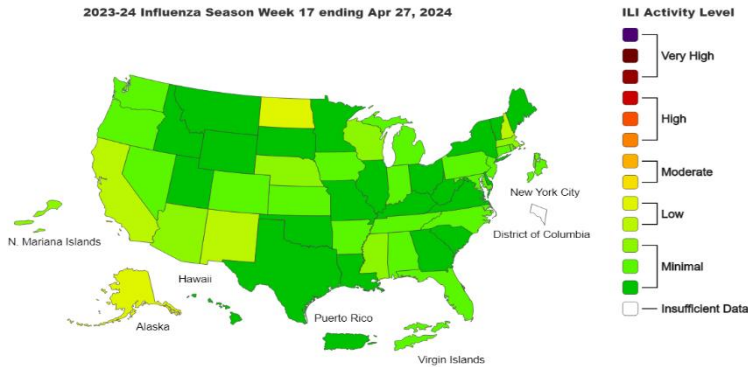 2023-24 Influenza Season Week 17 ending Apr 27, 2024
ILI Activity Level
Very High
High
Moderate
Low
Minimal
Insufficient Data
New York City
District of Columbia
N. Mariana Islands
Hawaii
Alaska
Puerto Rico
Virgin Islands